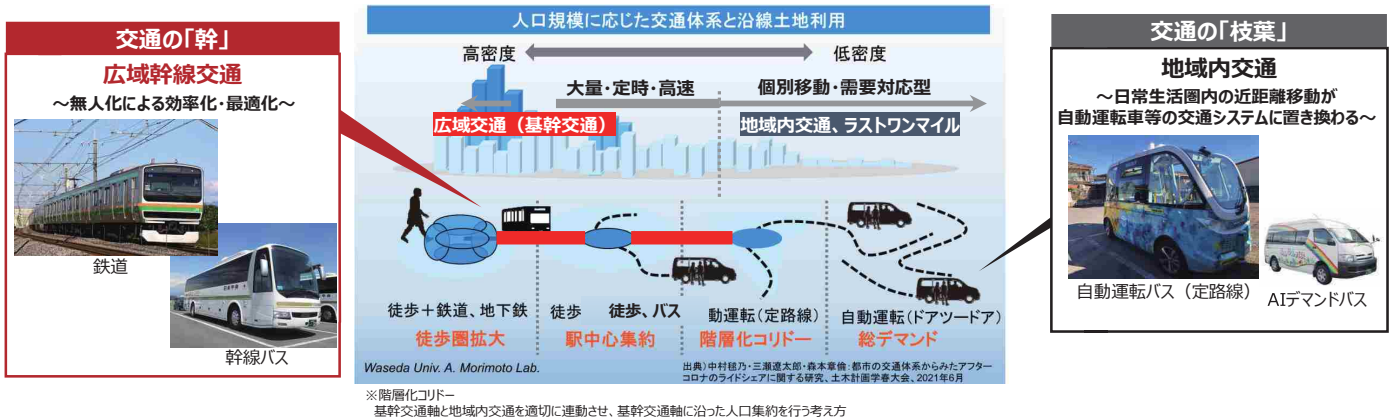 交通の「幹」
広域幹線交通
～無人化による効率化・最適化～
鉄道
幹線バス
人口規模に応じた交通体系と沿線土地利用
高密度
低密度
大量・定時・高速
個別移動・需要対応型
広域交通（基幹交通）
地域内交通、ラストワンマイル
徒歩＋鉄道、地下鉄
徒歩
徒歩、バス
動運転(定路線)
自動運転(ドアツードア)
徒歩圏拡大
駅中心集約
階層化コリドー
総デマンド
Waseda Univ. A. Morimoto Lab.
出典）中村毬乃・三瀬遼太郎・森本章倫：都市の交通体系からみたアフター
コロナのライドシェアに関する研究、土木計画学春大会、2021年6月
※階層化コリドー
基幹交通軸と地域内交通を適切に連動させ、基幹交通軸に沿った人口集約を行う考え方
交通の「枝葉」
地域内交通
～日常生活圏内の近距離移動が
自動運転車等の交通システムに置き換わる～
自動運転バス（定路線）
AIデマンドバス